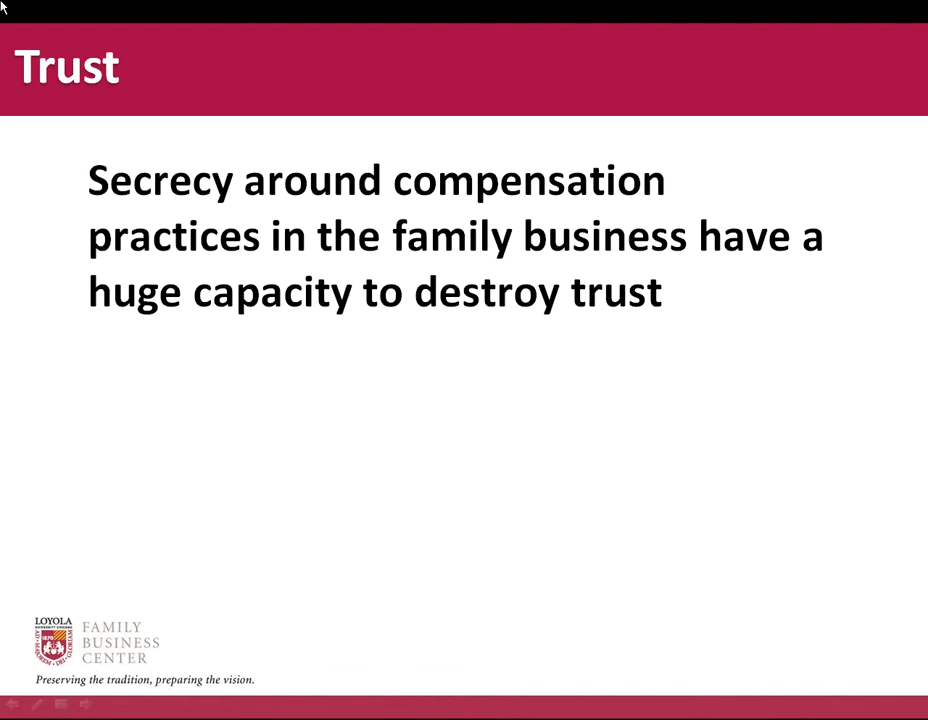 Trust
Secrecy around compensation
practices in the family business have a
huge capacity to destroy trust
LOYOLA
FAMILY
BUSINESS
CENTER
Preserving the tradition, preparing the vision.